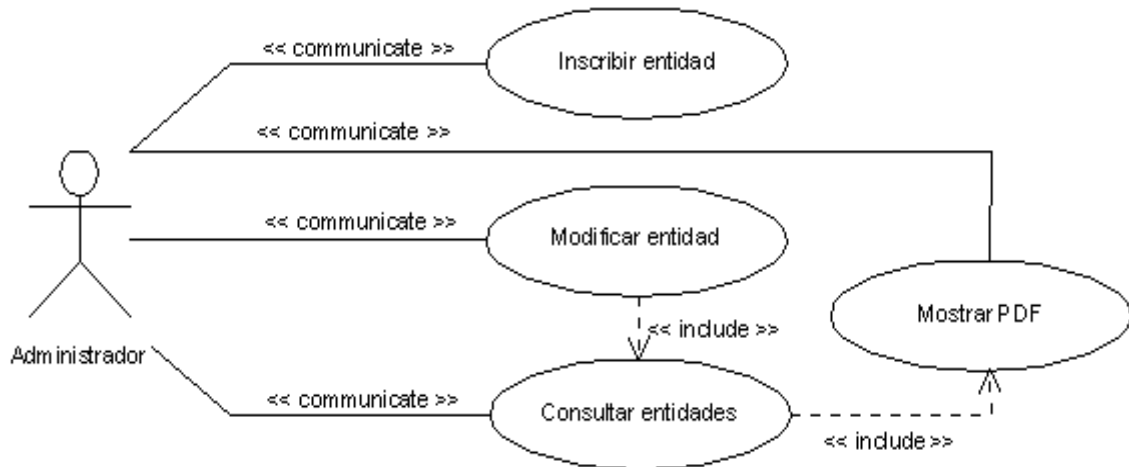 << communicate >>
Inscribir entidad
<< communicate >>
<< communicate >>
Modificar entidad
Mostrar PDF
<< include >>
Administrador
<< communicate >>
Consultar entidades
<< include >>